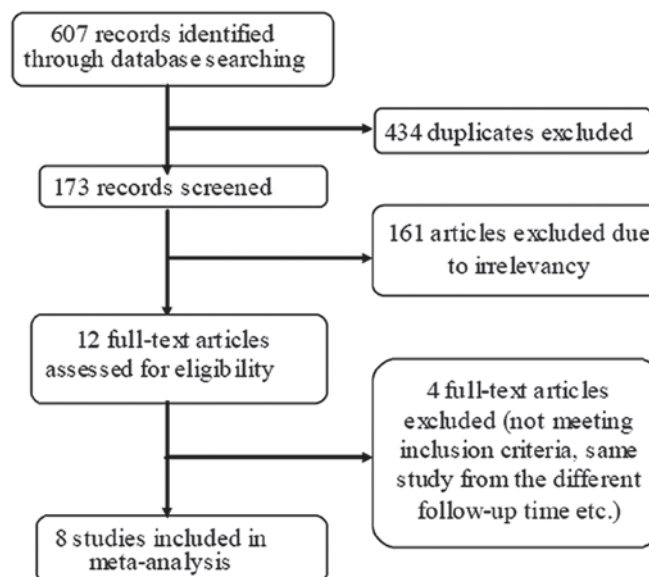 607 records identified
through database searching
434 duplicates excluded
173 records screened
161 articles excluded due
to irrelevancy
12 full-text articles
assessed for eligibility
4 full-text articles
excluded (not meeting
inclusion criteria, same
study from the different
follow-up time etc.)
8 studies included in
meta-analysis